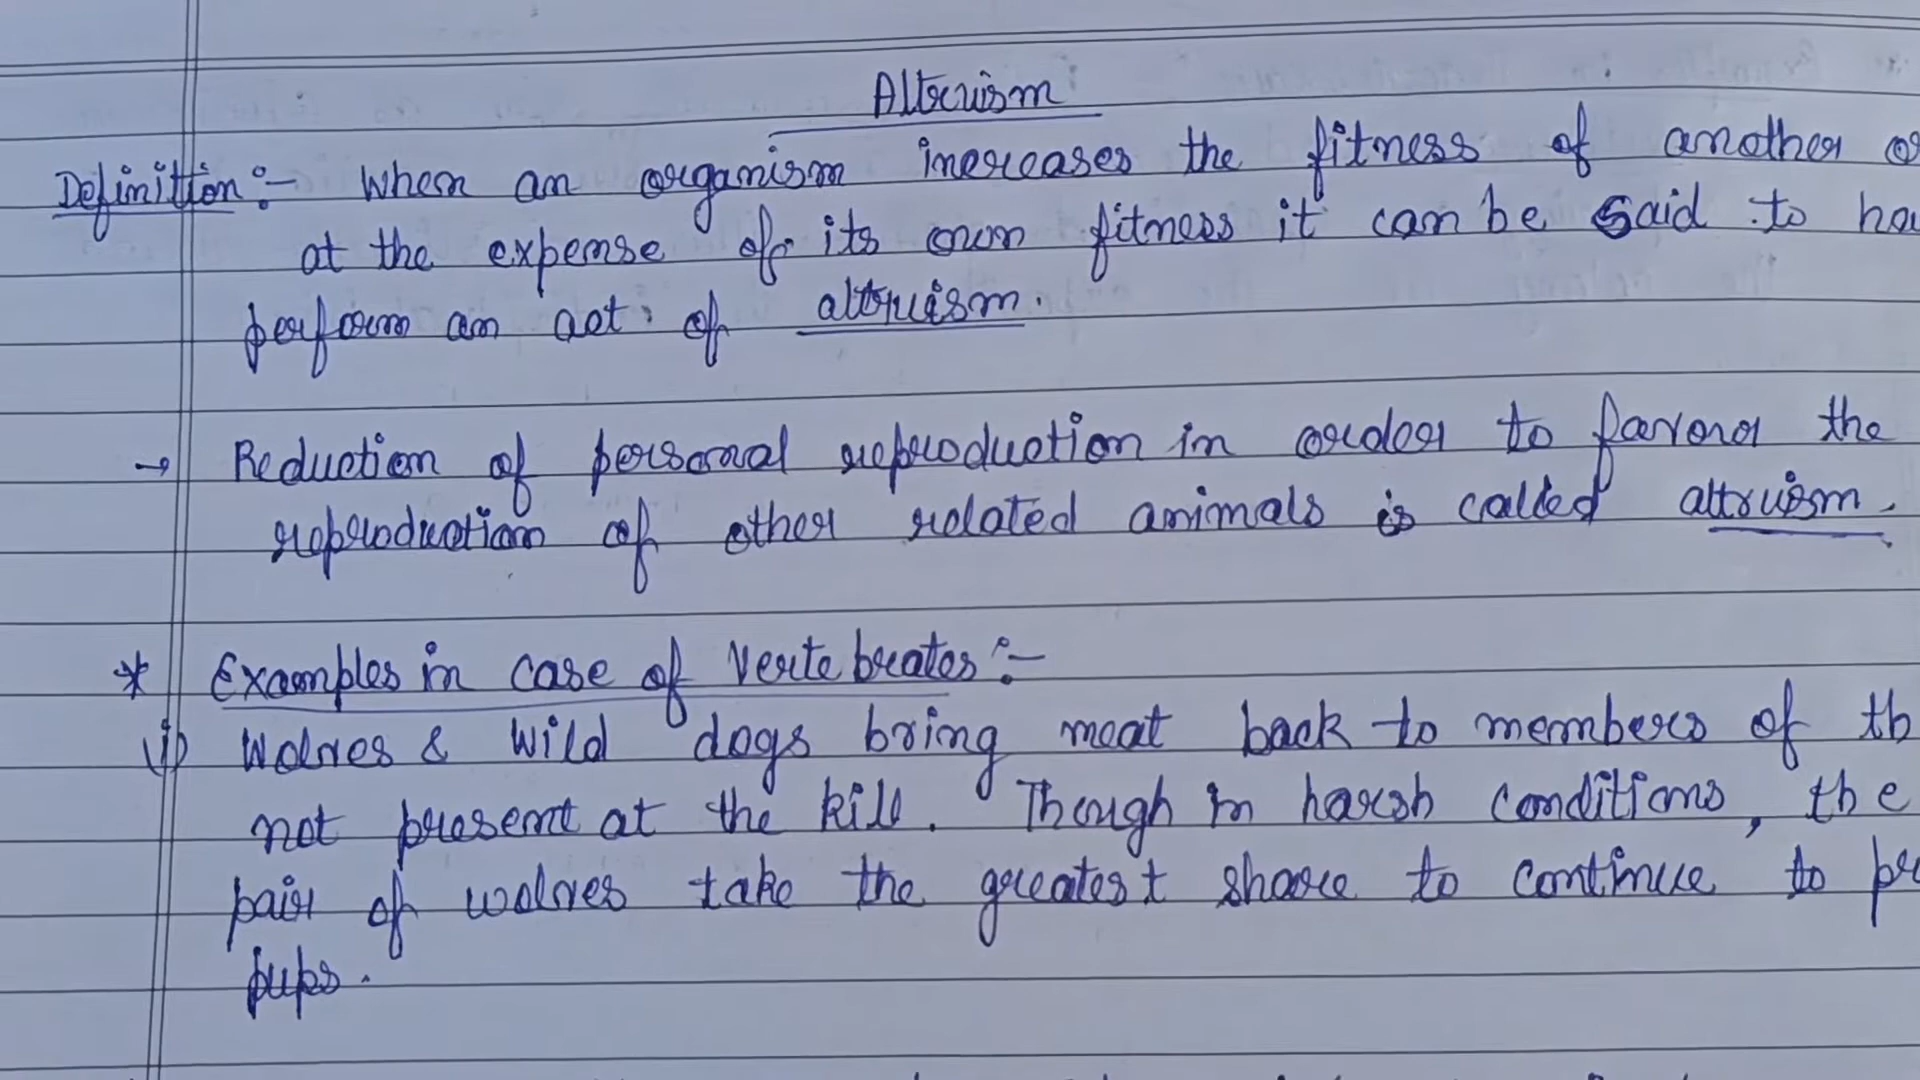 Altruism
Definition:- When an organism increases the fitness of another
at the expense of its own fitness it can be said to
perform an act of altruism.
→ Reduction of personal reproduction in order to favour the
reproduction of other related animals is called altruism.
* Examples in case of Vertebrates:-
(i) Wolves & wild dogs bring meat back to members of
not present at the kill. Though in harsh conditions, the
pair of wolves take the greatest share to continue to
pups.